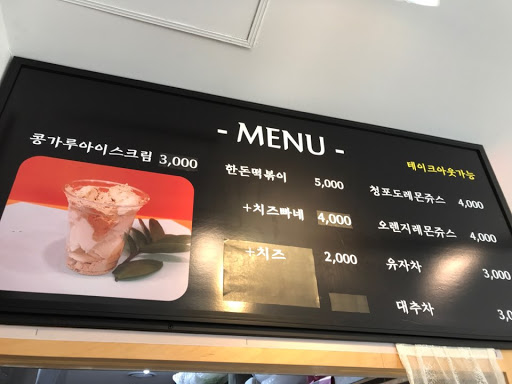 - MENU -
콩가루아이스크림 3,000
한돈떡볶이 5,000
+치즈빠네 4,000
+치즈 2,000
테이크아웃가능
청포도레몬쥬스 4,000
오렌지레몬쥬스 4,000
유자차 3,000
대추차